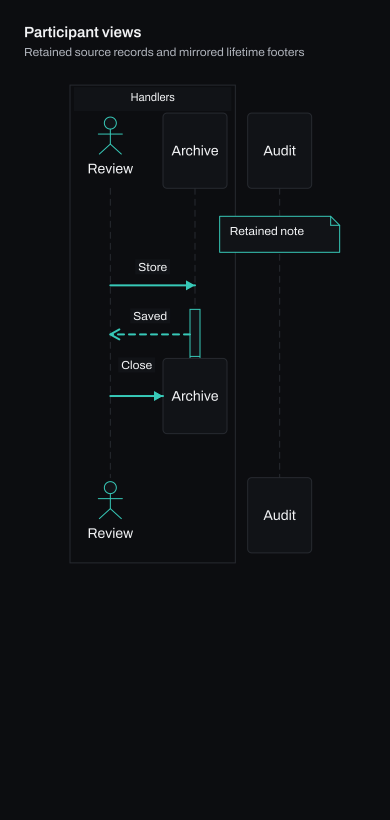 Participant views
Retained source records and mirrored lifetime footers
Handlers
Review
Archive
Audit
Retained note
Store
Saved
Close
Archive
Review
Audit